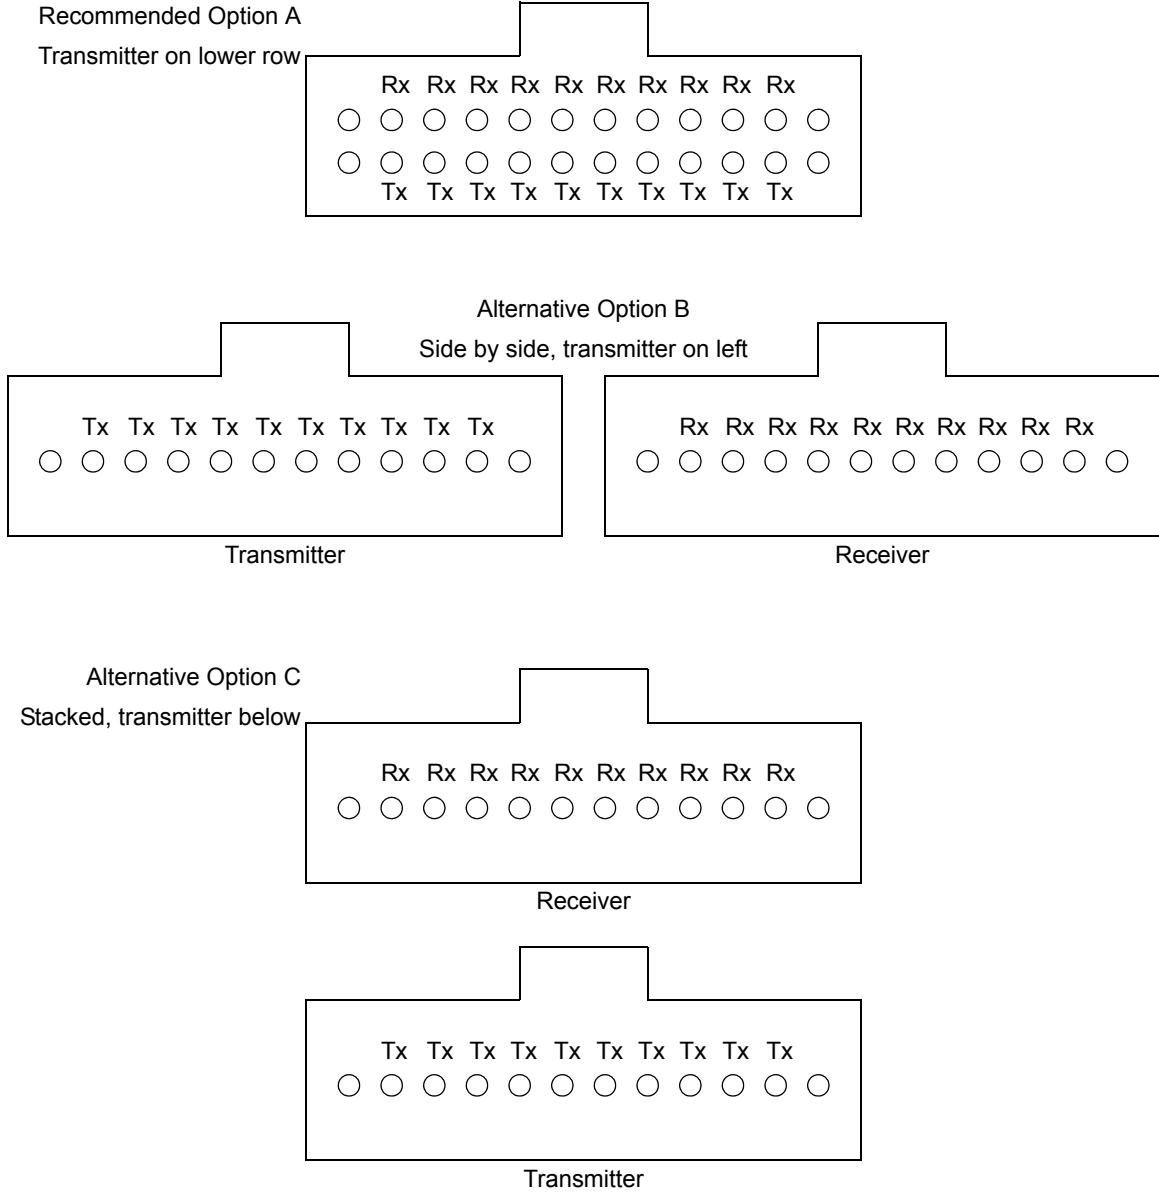 Recommended Option A
Transmitter on lower row
Rx Rx Rx Rx Rx Rx Rx Rx Rx Rx
Tx Tx Tx Tx Tx Tx Tx Tx Tx Tx
Alternative Option B
Side by side, transmitter on left
Tx Tx Tx Tx Tx Tx Tx Tx Tx Tx
Transmitter
Rx Rx Rx Rx Rx Rx Rx Rx Rx Rx
Receiver
Alternative Option C
Stacked, transmitter below
Rx Rx Rx Rx Rx Rx Rx Rx Rx Rx
Receiver
Tx Tx Tx Tx Tx Tx Tx Tx Tx Tx
Transmitter